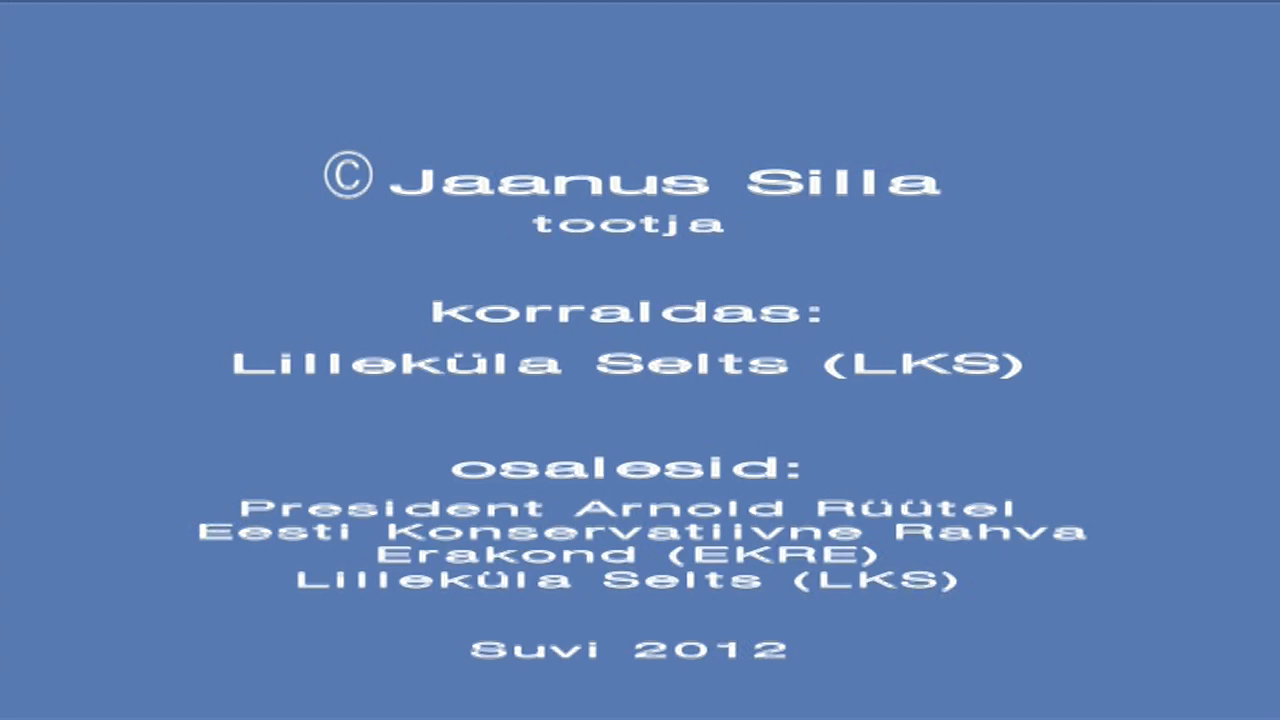 © Jaanus Silla
tootja
korraldas:
Lilleküla Selts (LKS)
osalesid:
President Arnold Rüütel
Eesti Konservatiivne Rahva
Erakond (EKRE)
Lilleküla Selts (LKS)
Suvi 2012